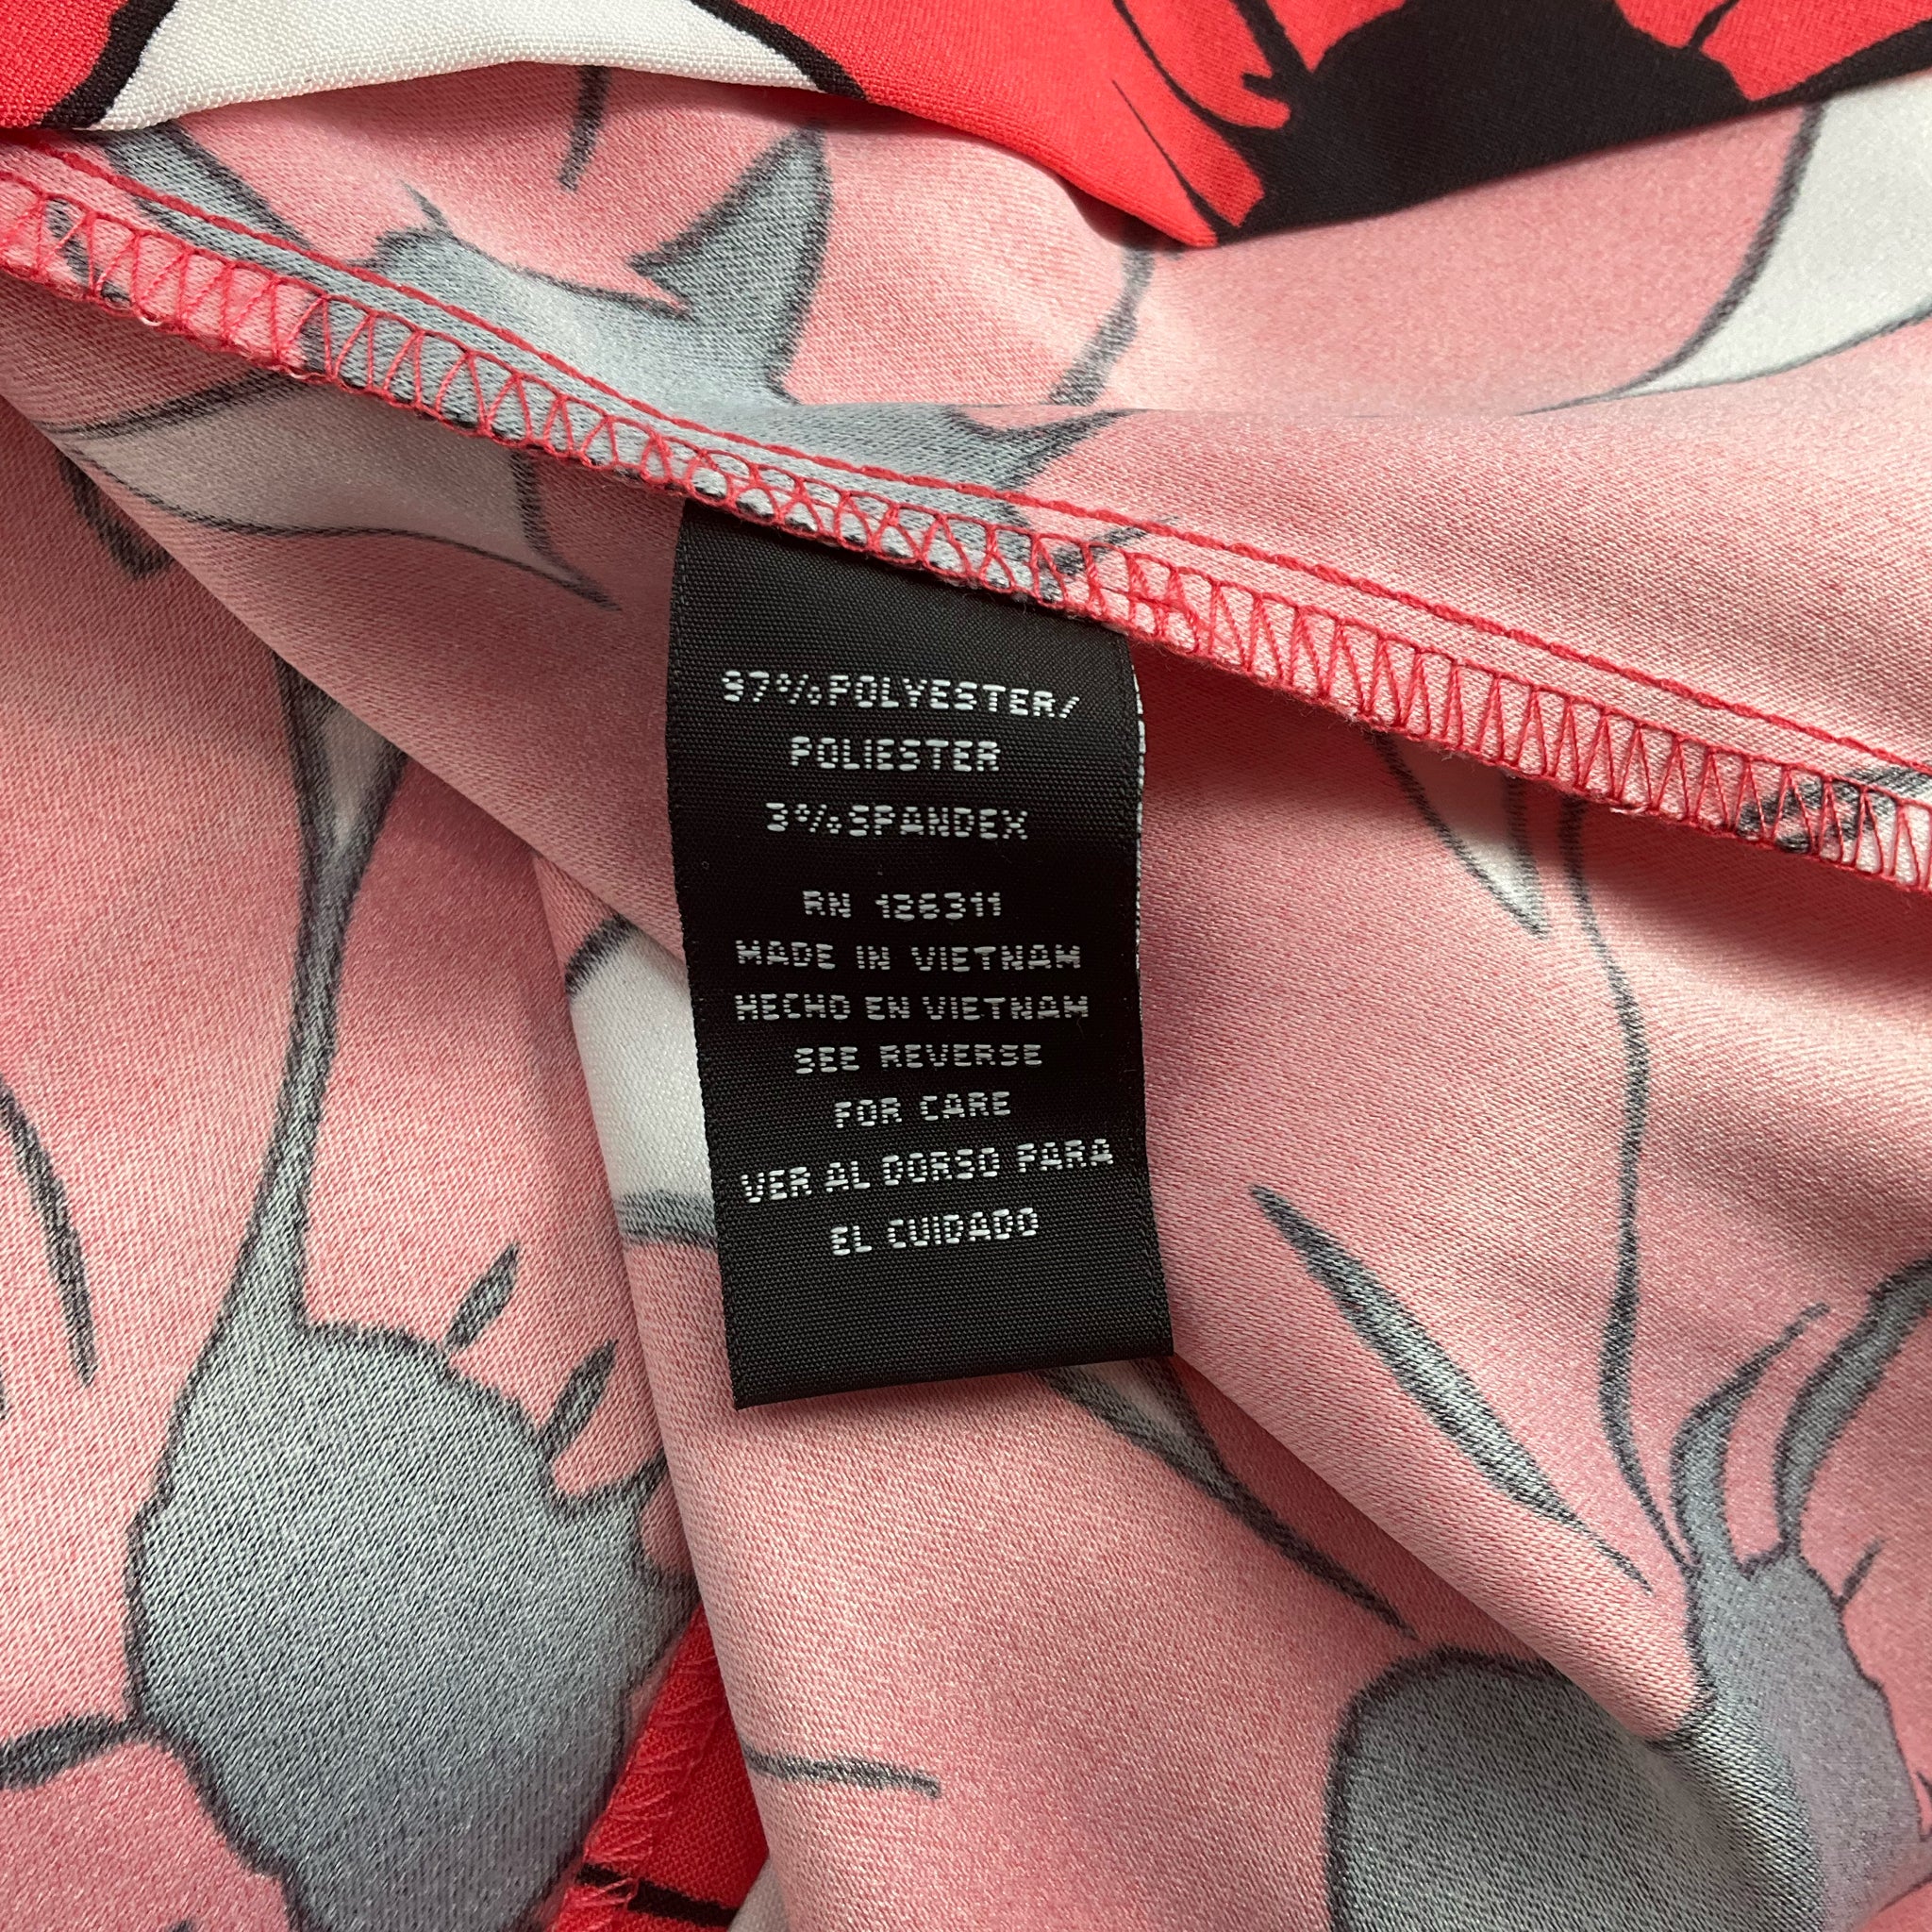 97%POLYESTER/
POLIESTER
3%SPANDEX
RN 126311
MADE IN VIETNAM
HECHO EN VIETNAM
SEE REVERSE
FOR CARE
VER AL DORSO PARA
EL CUIDADO